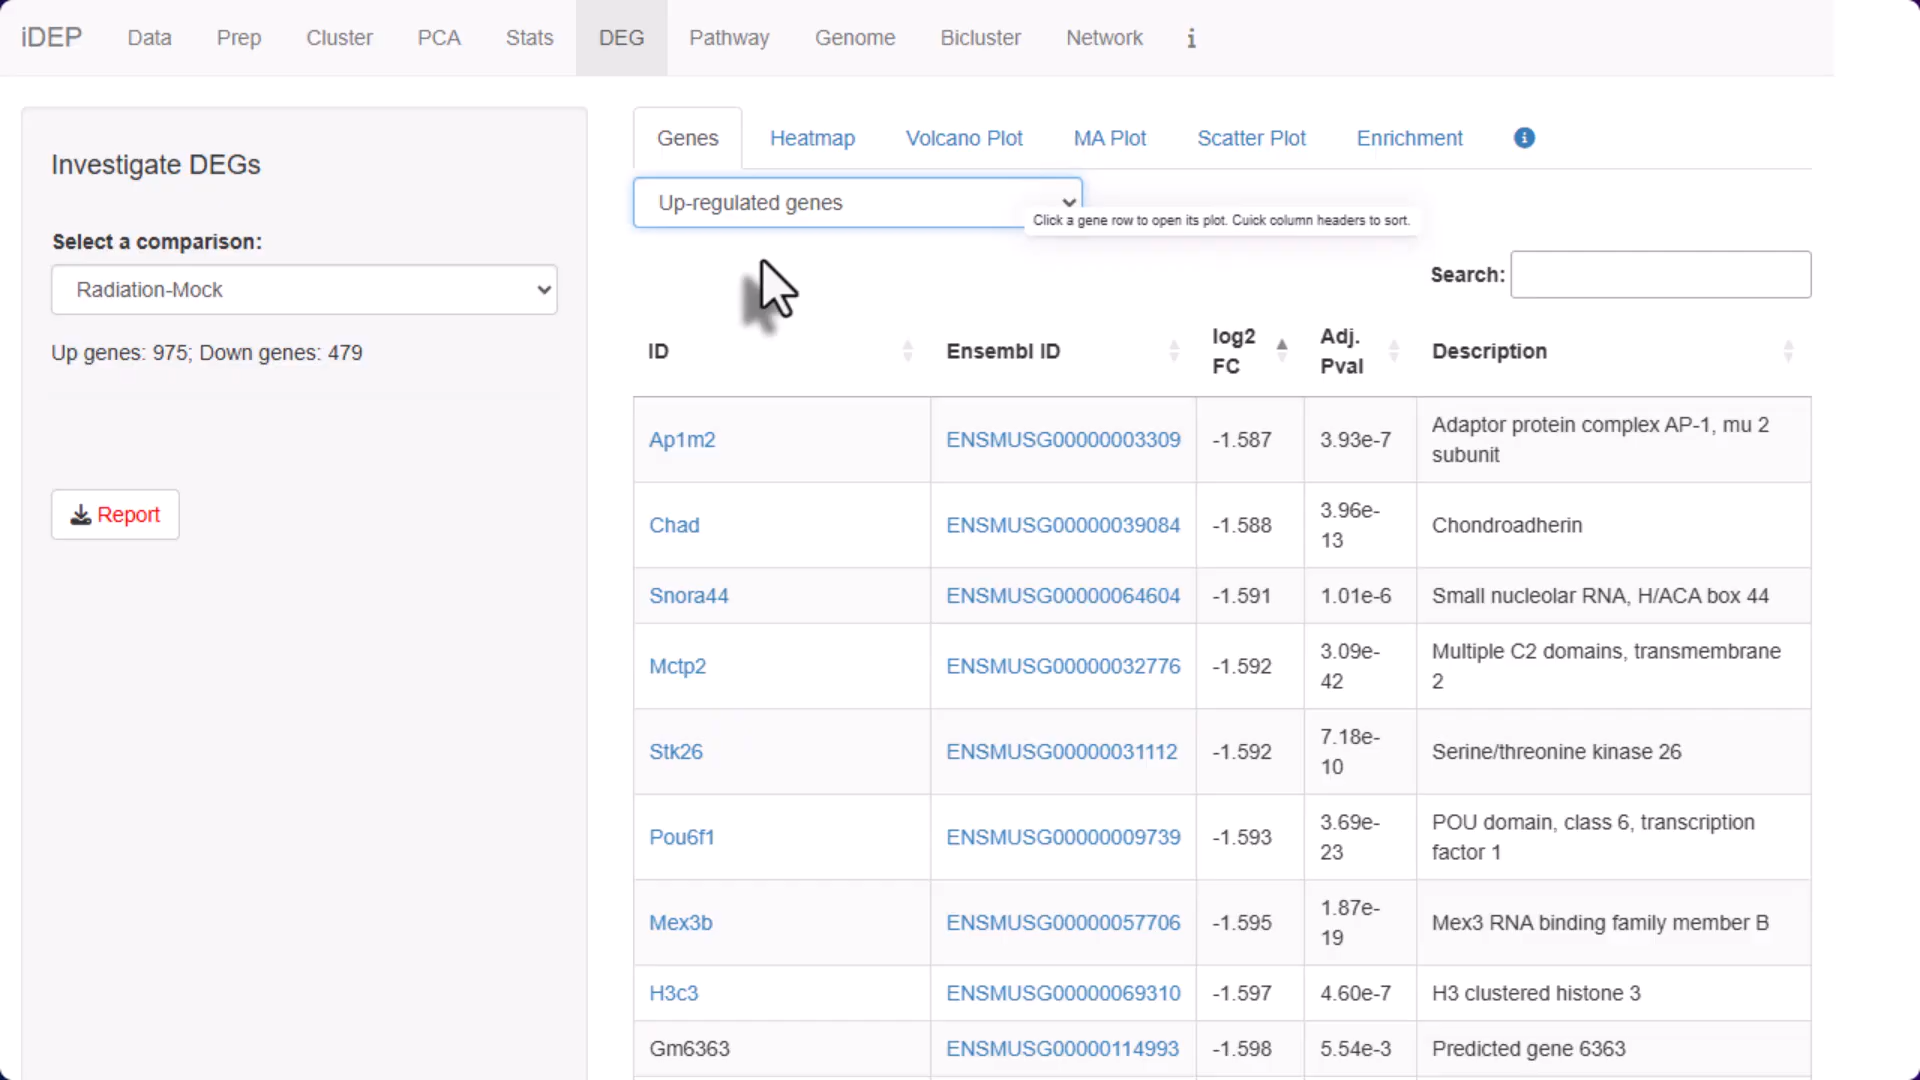 iDEP Data Prep Cluster PCA Stats DEG Pathway Genome Bicluster Network
Investigate DEGs
Select a comparison:
Radiation-Mock
Up genes: 975; Down genes: 479
Report
Genes Heatmap Volcano Plot MA Plot Scatter Plot Enrichment
Up-regulated genes
Click a gene row to open its plot. Cuick column headers to sort.
Search:
ID Ensembl ID log2 FC Adj. Pval Description
Ap1m2 ENSMUSG00000003309 -1.587 3.93e-7 Adaptor protein complex AP-1, mu 2
subunit
Chad ENSMUSG00000039084 -1.588 3.96e-
13 Chondroadherin
Snora44 ENSMUSG00000064604 -1.591 1.01e-6 Small nucleolar RNA, H/ACA box 44
Mctp2 ENSMUSG00000032776 -1.592 3.09e-
42 Multiple C2 domains, transmembrane
2
Stk26 ENSMUSG00000031112 -1.592 7.18e-
10 Serine/threonine kinase 26
Pou6f1 ENSMUSG00000009739 -1.593 3.69e-
23 POU domain, class 6, transcription
factor 1
Mex3b ENSMUSG00000057706 -1.595 1.87e-
19 Mex3 RNA binding family member B
H3c3 ENSMUSG00000069310 -1.597 4.60e-7 H3 clustered histone 3
Gm6363 ENSMUSG00000114993 -1.598 5.54e-3 Predicted gene 6363